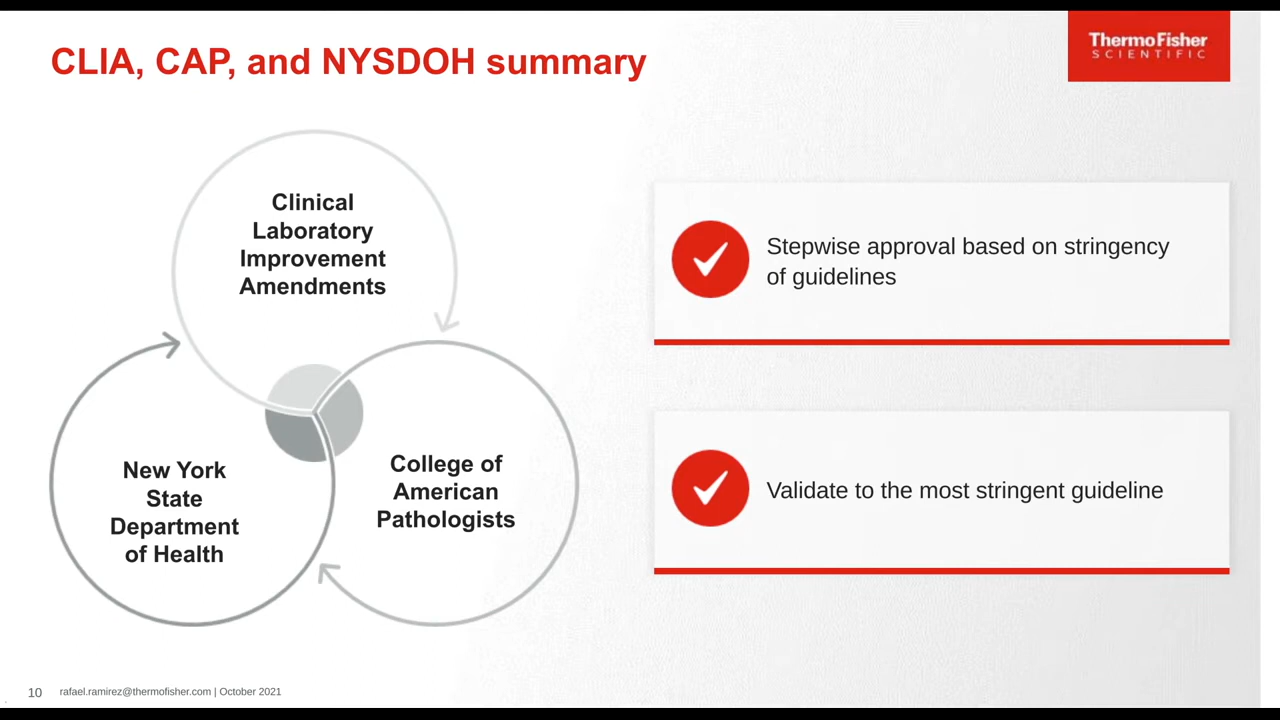 CLIA, CAP, and NYSDOH summary
ThermoFisher
SCIENTIFIC
Clinical
Laboratory
Improvement
Amendments
New York
State
Department
of Health
College of
American
Pathologists
Stepwise approval based on stringency
of guidelines
Validate to the most stringent guideline
10 rafael.ramirez@thermofisher.com | October 2021